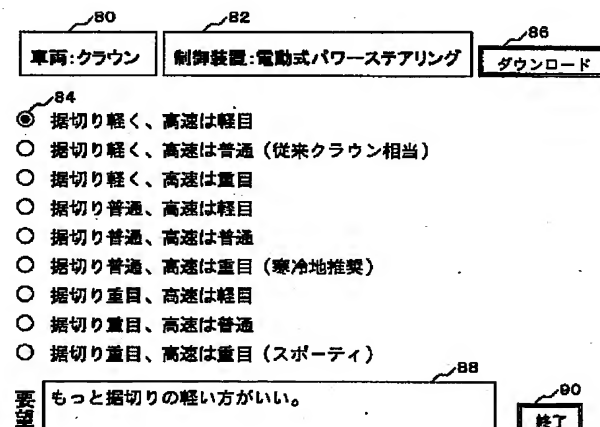 80 82 86
車両:クラウン 制御装置:電動式パワーステアリング ダウンロード
84
据切り軽く、高速は軽目
据切り軽く、高速は普通（従来クラウン相当）
据切り軽く、高速は重目
据切り普通、高速は軽目
据切り普通、高速は普通
据切り普通、高速は重目（寒冷地推奨）
据切り重目、高速は軽目
据切り重目、高速は普通
据切り重目、高速は重目（スポーティ）
88
要望 もっと据切りの軽い方がいい。
90
終了